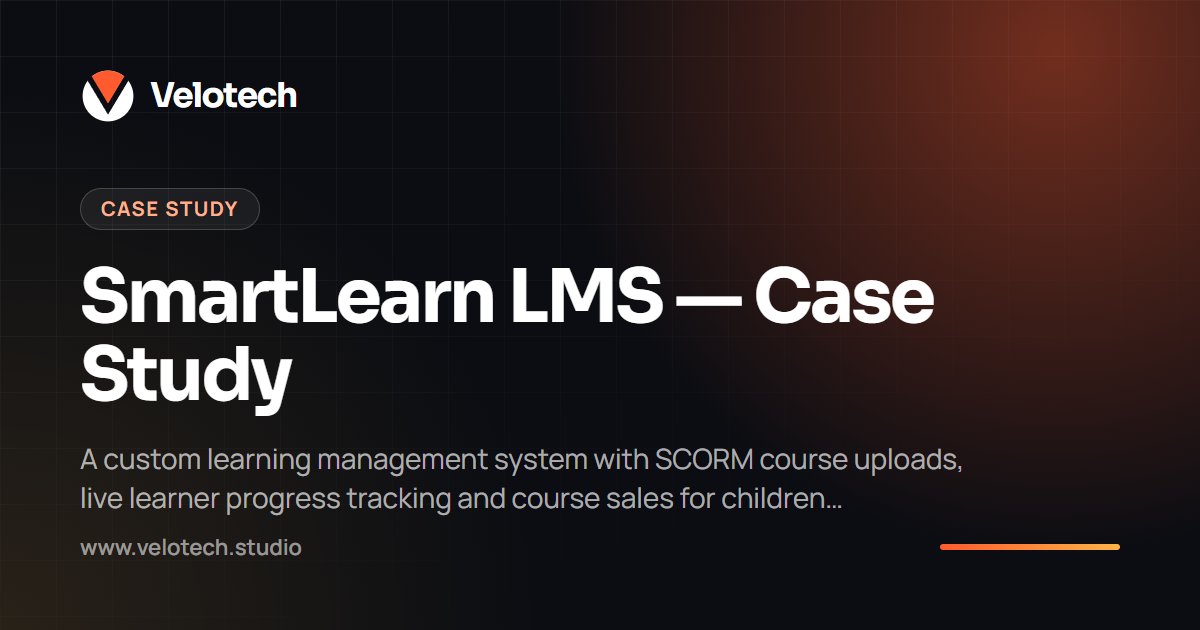 Velotech
CASE STUDY
SmartLearn LMS — Case
Study
A custom learning management system with SCORM course uploads,
live learner progress tracking and course sales for children...
www.velotech.studio